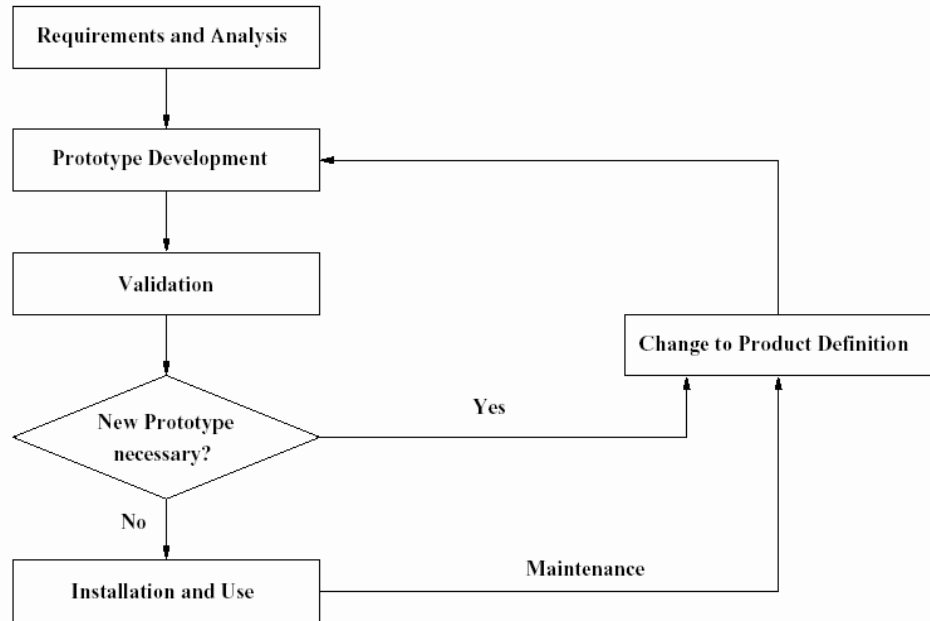 Requirements and Analysis
Prototype Development
Validation
Change to Product Definition
New Prototype
necessary?
Yes
No
Installation and Use
Maintenance